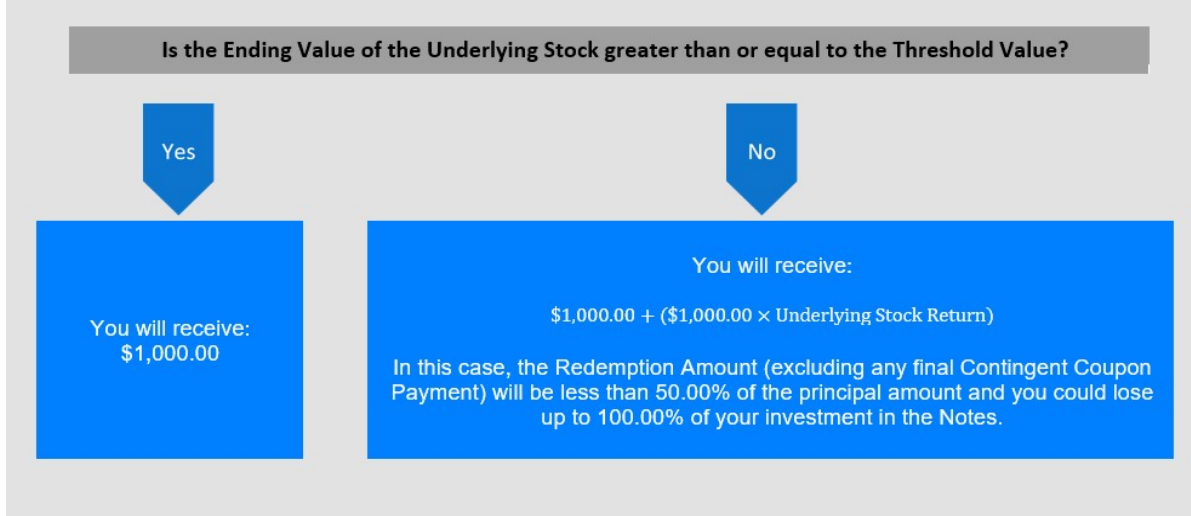 Is the Ending Value of the Underlying Stock greater than or equal to the Threshold Value?
Yes
No
You will receive:
$1,000.00
You will receive:
$1,000.00 + ($1,000.00 × Underlying Stock Return)
In this case, the Redemption Amount (excluding any final Contingent Coupon
Payment) will be less than 50.00% of the principal amount and you could lose
up to 100.00% of your investment in the Notes.